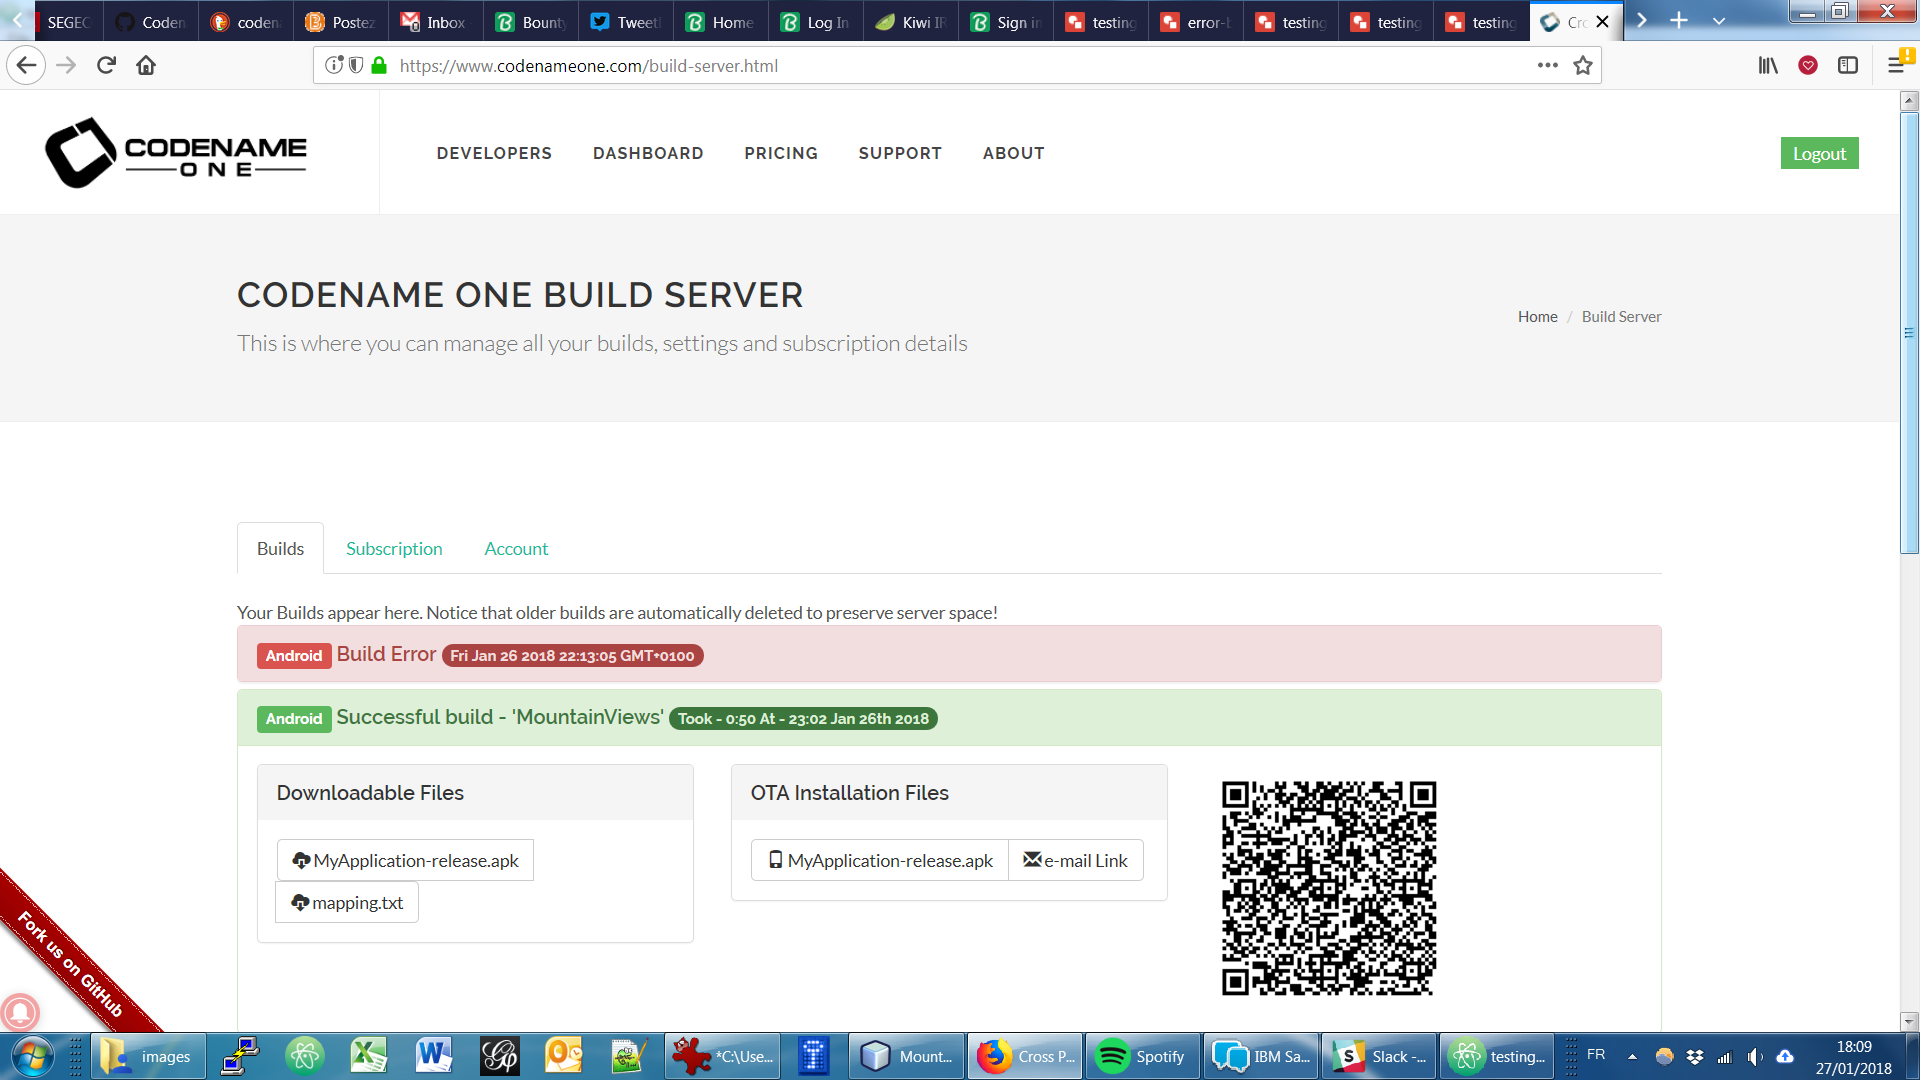 SEGEC
Coden
coden
Postez
Inbox
Bount
Tweet
Home
Log In
Kiwi IR
Sign in
testing
error-
testing
testing
testing
Cro
https://www.codenameone.com/build-server.html
CODENAME
ONE
DEVELOPERS
DASHBOARD
PRICING
SUPPORT
ABOUT
Logout
CODENAME ONE BUILD SERVER
This is where you can manage all your builds, settings and subscription details
Home / Build Server
Builds
Subscription
Account
Your Builds appear here. Notice that older builds are automatically deleted to preserve server space!
Android Build Error Fri Jan 26 2018 22:13:05 GMT+0100
Android Successful build - 'MountainViews' Took - 0:50 At - 23:02 Jan 26th 2018
Downloadable Files
MyApplication-release.apk
mapping.txt
OTA Installation Files
MyApplication-release.apk
e-mail Link
Fork us on GitHub
images
*C:\Use...
Mount...
Cross P...
Spotify
IBM Sa...
Slack -...
testing...
FR
18:09
27/01/2018